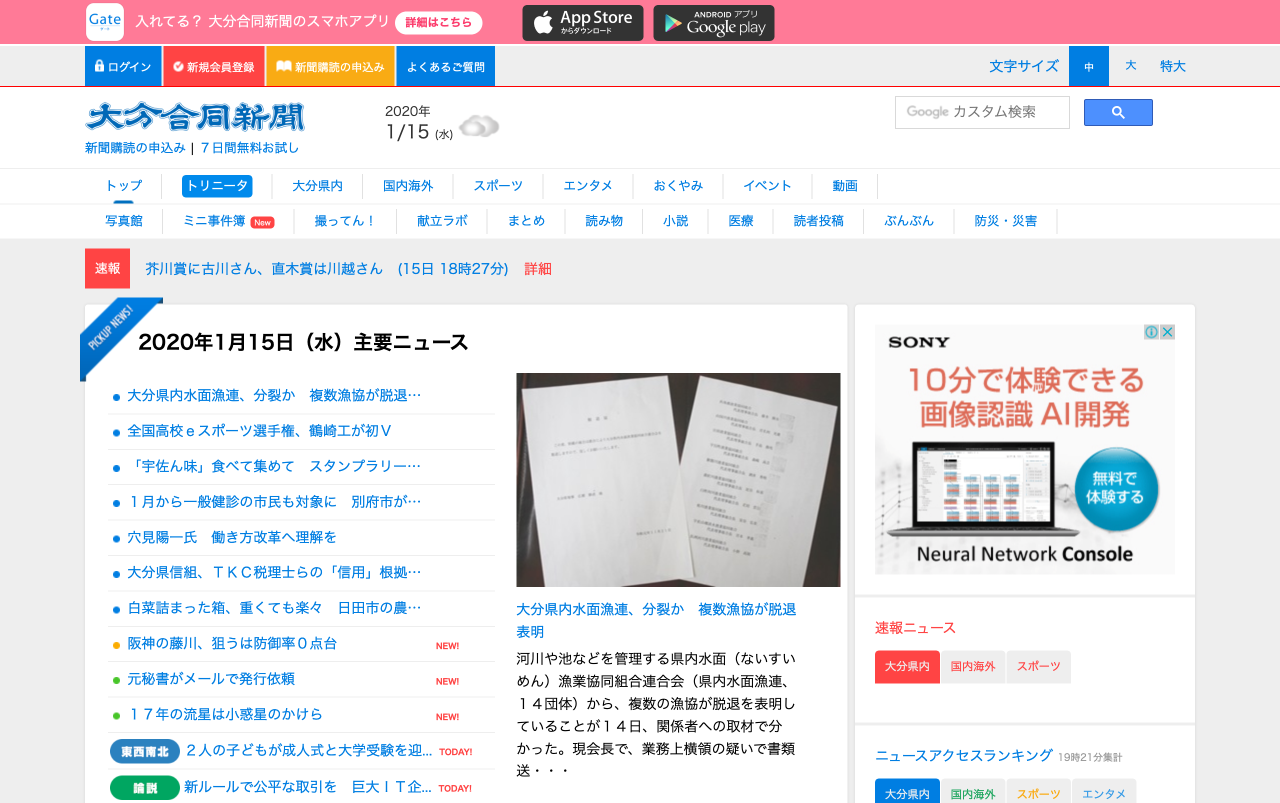 Gate
入れてる？ 大分合同新聞のスマホアプリ 詳細はこちら
App Store
からダウンロード
ANDROID アプリ
Google play
ログイン
新規会員登録
新聞購読の申込み
よくあるご質問
文字サイズ 中 大 特大
大分合同新聞
新聞購読の申込み | ７日間無料お試し
2020年
1/15 (水)
Google カスタム検索
トップ トリニータ 大分県内 国内海外 スポーツ エンタメ おくやみ イベント 動画
写真館 ミニ事件簿 New 撮ってん！ 献立ラボ まとめ 読み物 小説 医療 読者投稿 ぶんぶん 防災・災害
速報 芥川賞に古川さん、直木賞は川越さん　(15日 18時27分) 詳細
PICKUP NEWS!
2020年1月15日（水）主要ニュース
大分県内水面漁連、分裂か　複数漁協が脱退…
全国高校ｅスポーツ選手権、鶴崎工が初Ｖ
「宇佐ん味」食べて集めて　スタンプラリー…
１月から一般健診の市民も対象に　別府市が…
穴見陽一氏　働き方改革へ理解を
大分県信組、ＴＫＣ税理士らの「信用」根拠…
白菜詰まった箱、重くても楽々　日田市の農…
阪神の藤川、狙うは防御率０点台 NEW!
元秘書がメールで発行依頼 NEW!
１７年の流星は小惑星のかけら NEW!
東西南北 ２人の子どもが成人式と大学受験を迎... TODAY!
論説 新ルールで公平な取引を　巨大ＩＴ企... TODAY!
大分県内水面漁連、分裂か　複数漁協が脱退
表明
河川や池などを管理する県内水面（ないすい
めん）漁業協同組合連合会（県内水面漁連、
１４団体）から、複数の漁協が脱退を表明し
ていることが１４日、関係者への取材で分
かった。現会長で、業務上横領の疑いで書類
送・・・
SONY
10分で体験できる
画像認識 AI開発
無料で
体験する
Neural Network Console
速報ニュース
大分県内 国内海外 スポーツ
ニュースアクセスランキング 19時21分集計
大分県内 国内海外 スポーツ エンタメ